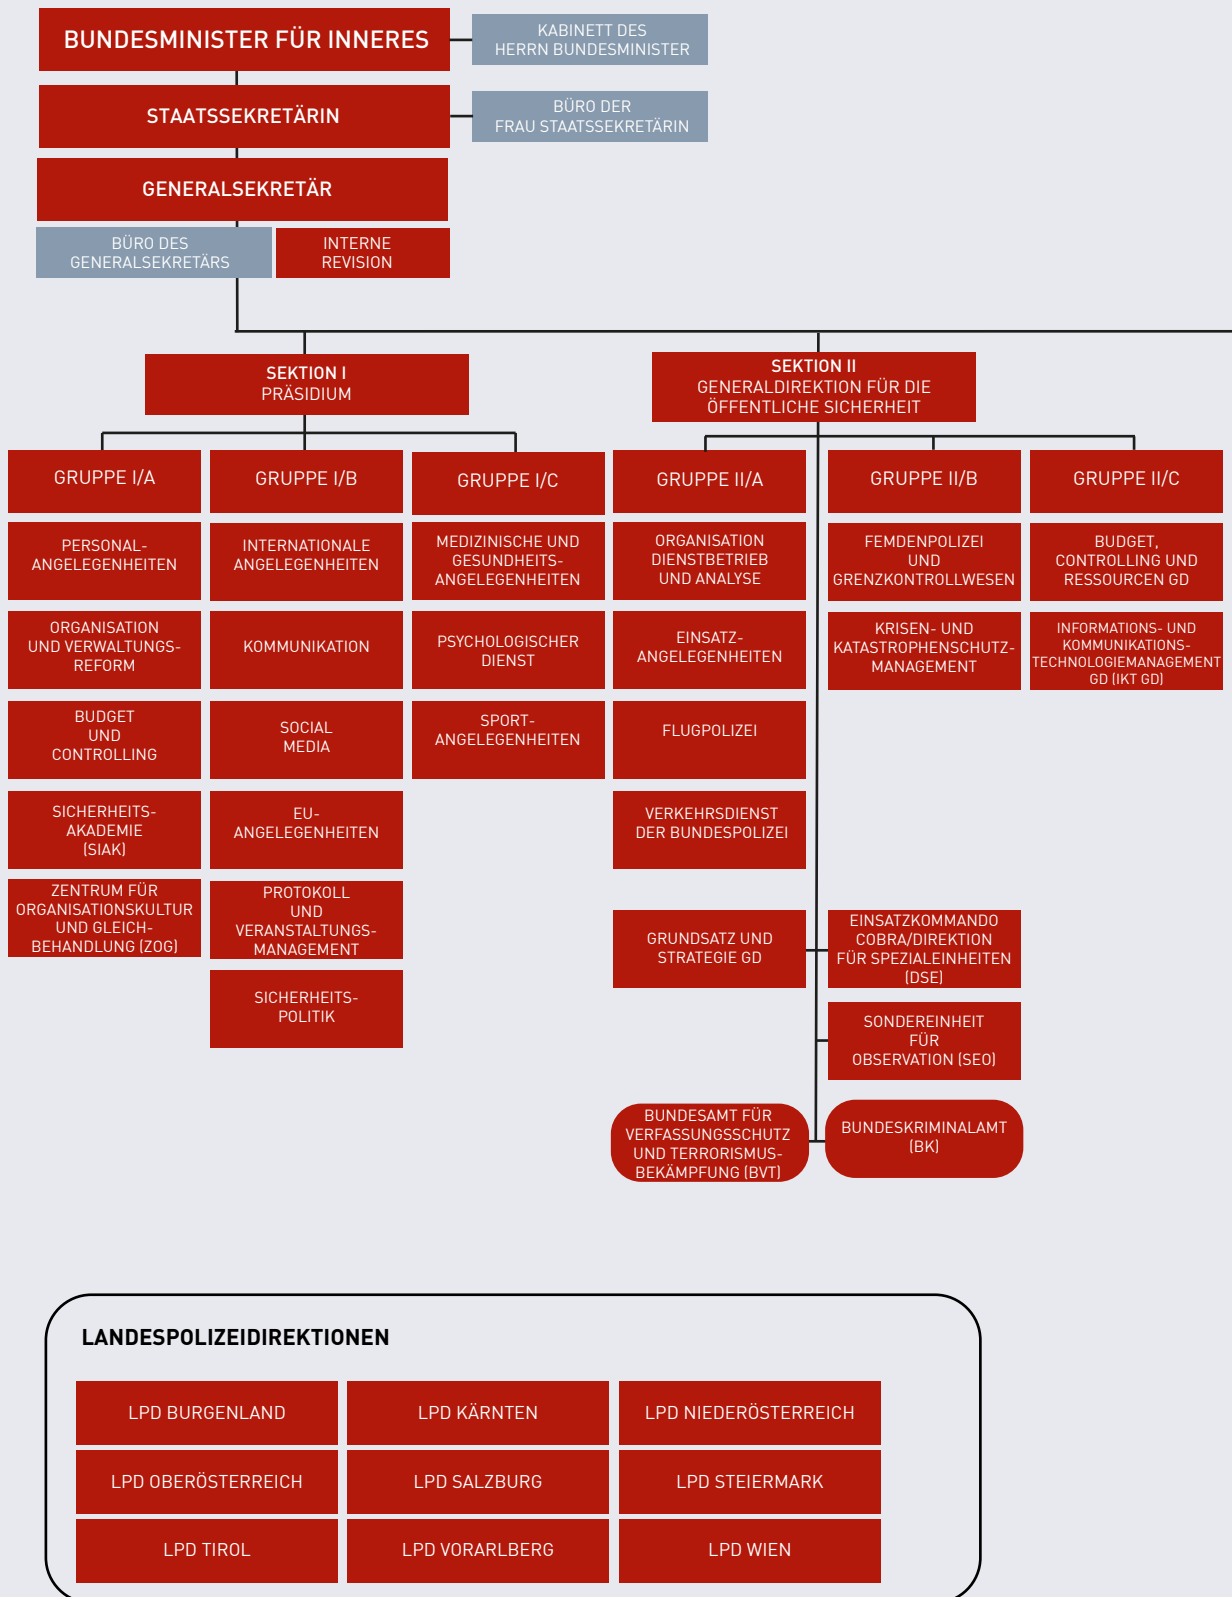 BUNDESMINISTER FÜR INNERES
KABINETT DES
HERRN BUNDESMINISTER
STAATSSEKRETÄRIN
BÜRO DER
FRAU STAATSSEKRETÄRIN
GENERALSEKRETÄR
BÜRO DES
GENERALSEKRETÄRS
INTERNE
REVISION
SEKTION I
PRÄSIDIUM
GRUPPE I/A
PERSONAL-
ANGELEGENHEITEN
ORGANISATION
UND VERWALTUNGS-
REFORM
BUDGET
UND
CONTROLLING
SICHERHEITS-
AKADEMIE
(SIAK)
ZENTRUM FÜR
ORGANISATIONSKULTUR
UND GLEICH-
BEHANDLUNG (ZOG)
GRUPPE I/B
INTERNATIONALE
ANGELEGENHEITEN
KOMMUNIKATION
SOCIAL
MEDIA
EU-
ANGELEGENHEITEN
PROTOKOLL
UND
VERANSTALTUNGS-
MANAGEMENT
SICHERHEITS-
POLITIK
GRUPPE I/C
MEDIZINISCHE UND
GESUNDHEITS-
ANGELEGENHEITEN
PSYCHOLOGISCHER
DIENST
SPORT-
ANGELEGENHEITEN
SEKTION II
GENERALDIREKTION FÜR DIE
ÖFFENTLICHE SICHERHEIT
GRUPPE II/A
ORGANISATION
DIENSTBETRIEB
UND ANALYSE
EINSATZ-
ANGELEGENHEITEN
FLUGPOLIZEI
VERKEHRSDIENST
DER BUNDESPOLIZEI
GRUPPE II/B
FEMDENPOLIZEI
UND
GRENZKONTROLLWESEN
KRISEN- UND
KATASTROPHENSCHUTZ-
MANAGEMENT
GRUPPE II/C
BUDGET,
CONTROLLING UND
RESSOURCEN GD
INFORMATIONS- UND
KOMMUNIKATIONS-
TECHNOLOGIEMANAGEMENT
GD (IKT GD)
GRUNDSATZ UND
STRATEGIE GD
EINSATZKOMMANDO
COBRA/DIREKTION
FÜR SPEZIALEINHEITEN
(DSE)
SONDEREINHEIT
FÜR
OBSERVATION (SEO)
BUNDESAMT FÜR
VERFASSUNGSSCHUTZ
UND TERRORISMUS-
BEKÄMPFUNG (BVT)
BUNDESKRIMINALAMT
(BK)
LANDESPOLIZEIDIREKTIONEN
LPD BURGENLAND
LPD KÄRNTEN
LPD NIEDERÖSTERREICH
LPD OBERÖSTERREICH
LPD SALZBURG
LPD STEIERMARK
LPD TIROL
LPD VORARLBERG
LPD WIEN